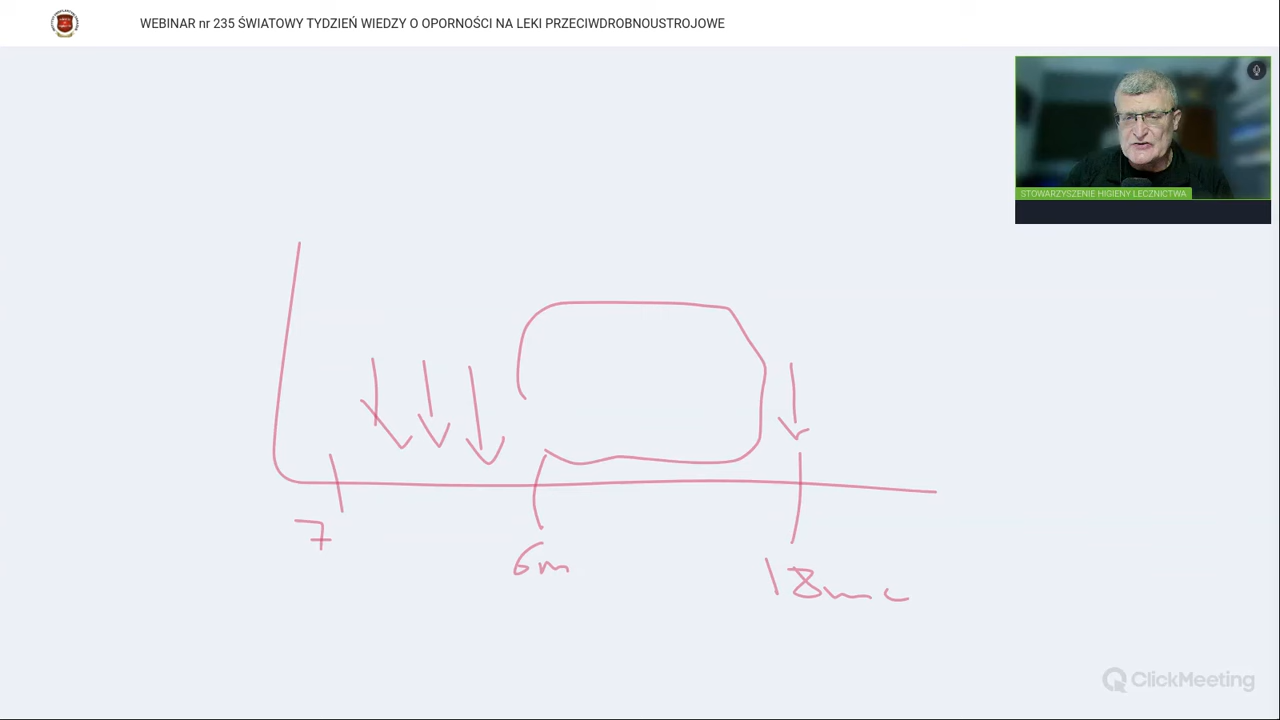 WEBINAR nr 235 ŚWIATOWY TYDZIEŃ WIEDZY O OPORNOŚCI NA LEKI PRZECIWDROBNOUSTROJOWE
STOWARZYSZENIE HIGIENY LECZNICTWA
7
6m
18mc
ClickMeeting